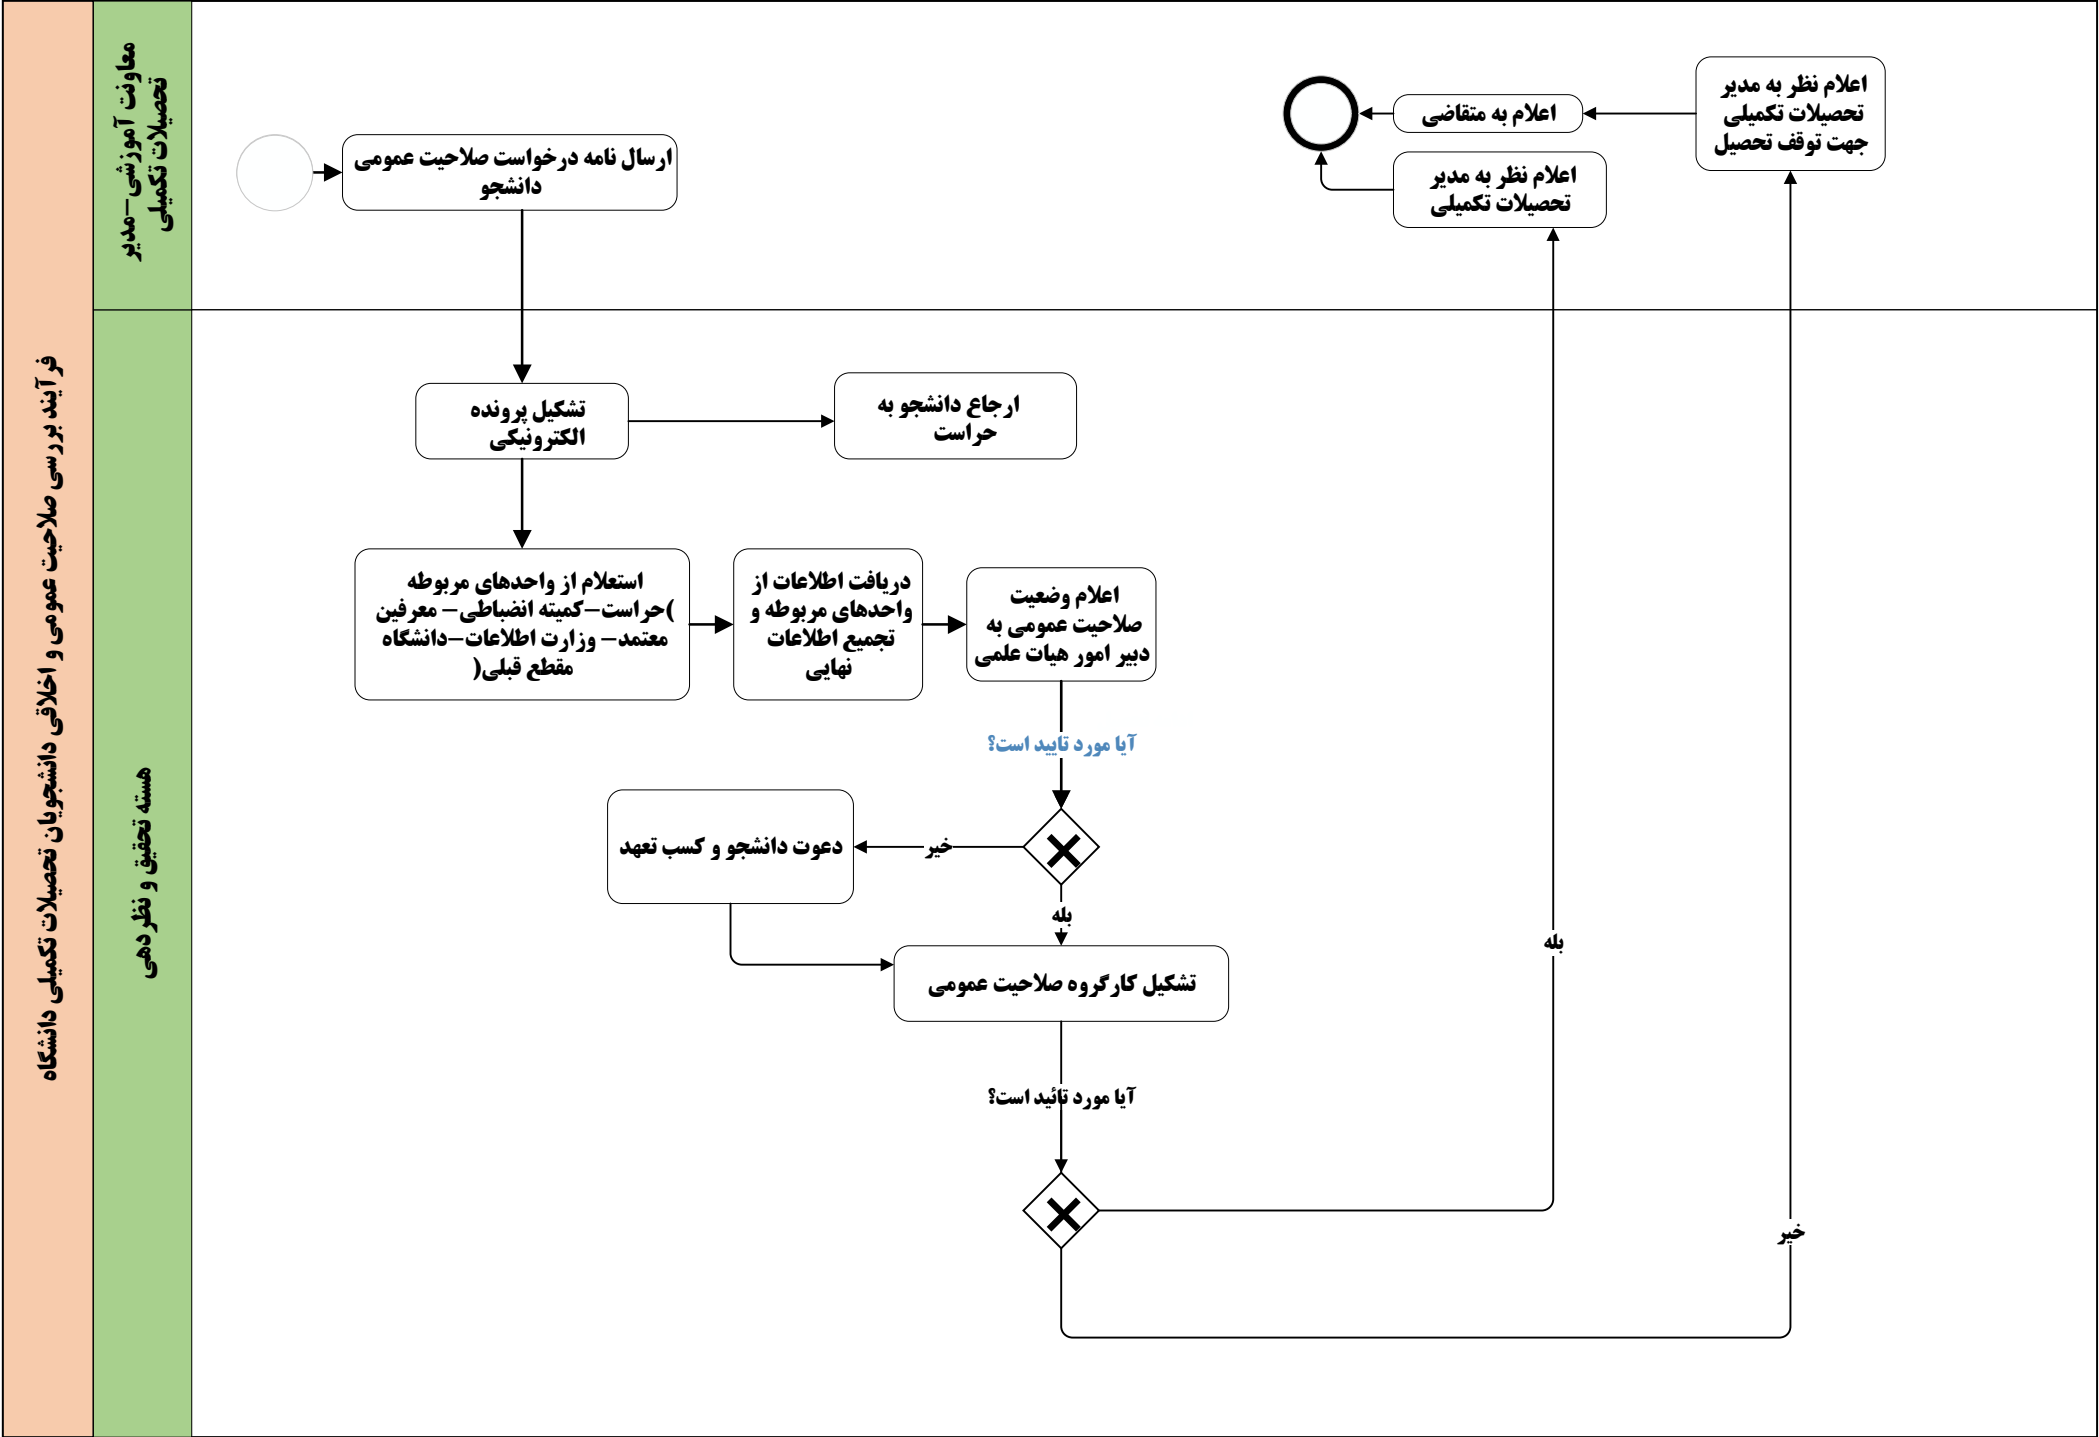 فرآیند بررسی صلاحیت عمومی و اخلاقی دانشجویان تحصیلات تکمیلی دانشگاه
معاونت آموزشی-مدیر
تحصیلات تکمیلی
ارسال نامه درخواست صلاحیت عمومی
دانشجو
اعلام نظر به مدیر
تحصیلات تکمیلی
جهت توقف تحصیل
اعلام به متقاضی
اعلام نظر به مدیر
تحصیلات تکمیلی
هسته تحقیق و نظردهی
تشکیل پرونده
الکترونیکی
ارجاع دانشجو به
حراست
استعلام از واحدهای مربوطه
)حراست-کمیته انضباطی- معرفین
معتمد- وزارت اطلاعات-دانشگاه
مقطع قبلی(
دریافت اطلاعات از
واحدهای مربوطه و
تجمیع اطلاعات
نهایی
اعلام وضعیت
صلاحیت عمومی به
دبیر امور هیات علمی
آیا مورد تایید است؟
خیر
دعوت دانشجو و کسب تعهد
بله
تشکیل کارگروه صلاحیت عمومی
آیا مورد تائید است؟
بله
خیر